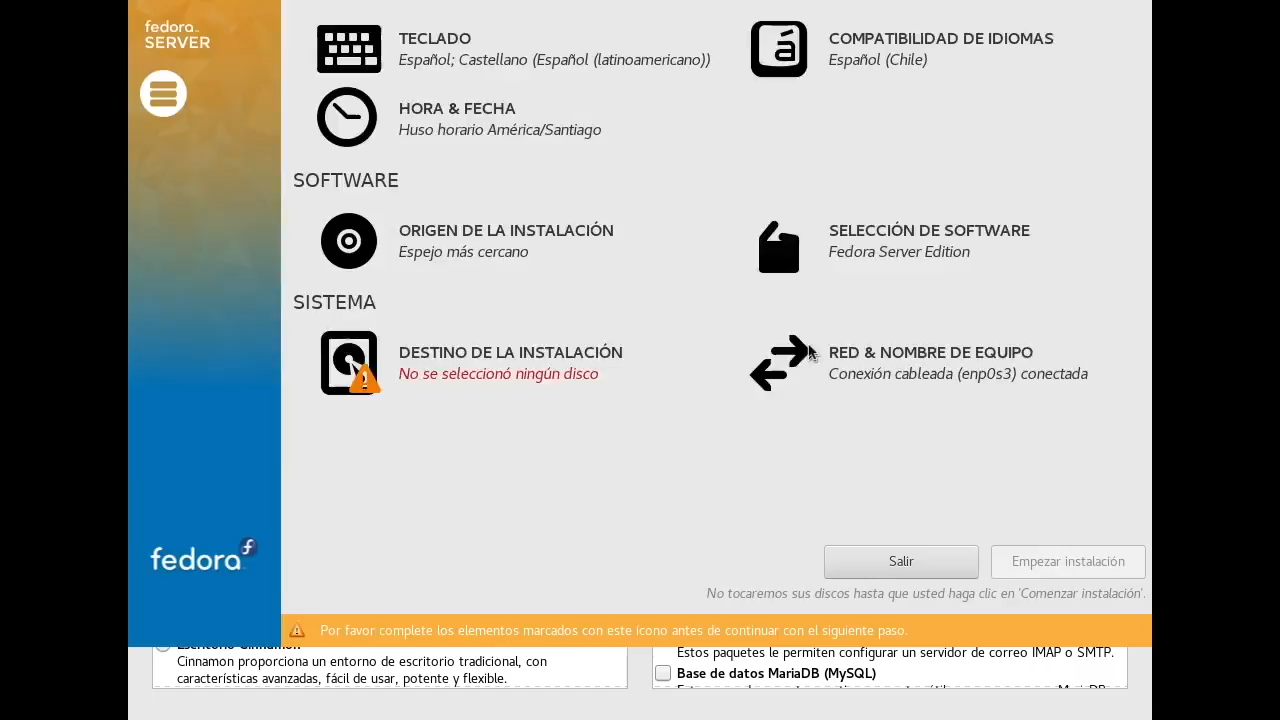 fedora
SERVER
TECLADO
Español; Castellano (Español (latinoamericano))
COMPATIBILIDAD DE IDIOMAS
Español (Chile)
HORA & FECHA
Huso horario América/Santiago
SOFTWARE
ORIGEN DE LA INSTALACIÓN
Espejo más cercano
SELECCIÓN DE SOFTWARE
Fedora Server Edition
SISTEMA
DESTINO DE LA INSTALACIÓN
No se seleccionó ningún disco
RED & NOMBRE DE EQUIPO
Conexión cableada (enp0s3) conectada
fedora
Salir
Empezar instalación
No tocaremos sus discos hasta que usted haga clic en 'Comenzar instalación'.
Por favor complete los elementos marcados con este ícono antes de continuar con el siguiente paso.
Escritorio Cinnamon
Cinnamon proporciona un entorno de escritorio tradicional, con
características avanzadas, fácil de usar, potente y flexible.
Estos paquetes le permiten configurar un servidor de correo IMAP o SMTP.
Base de datos MariaDB (MySQL)